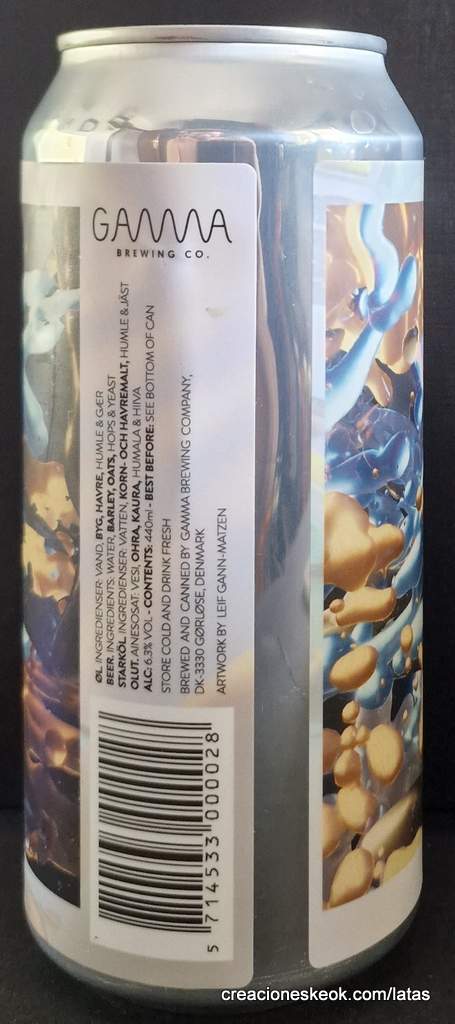 GAMMA
BREWING CO.
ØL. INGREDIENSER: VAND, BYG, HAVRE, HUMLE & GÆR
BEER. INGREDIENTS: WATER, BARLEY, OATS, HOPS & YEAST
STARKÖL. INGREDIENSER: VATTEN, KORN- OCH HAVREMALT, HUMLE & JÄST
OLUT. AINESOSAT: VESI, OHRA, KAURA, HUMALA & HIIVA
ALC: 6.3% VOL - CONTENTS: 440ml - BEST BEFORE: SEE BOTTOM OF CAN
STORE COLD AND DRINK FRESH
BREWED AND CANNED BY GAMMA BREWING COMPANY,
DK-3330 GØRLØSE, DENMARK
ARTWORK BY LEIF GANN-MATZEN
5 714533 000028
creacioneskeok.com/latas